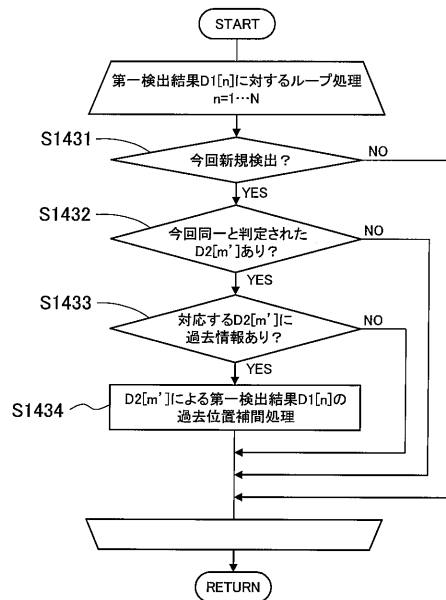 START
第一検出結果D1[n]に対するループ処理
n=1…N
S1431
今回新規検出？
NO
YES
S1432
今回同一と判定された
D2[m']あり？
NO
YES
S1433
対応するD2[m']に
過去情報あり？
NO
YES
S1434
D2[m']による第一検出結果D1[n]の
過去位置補間処理
RETURN